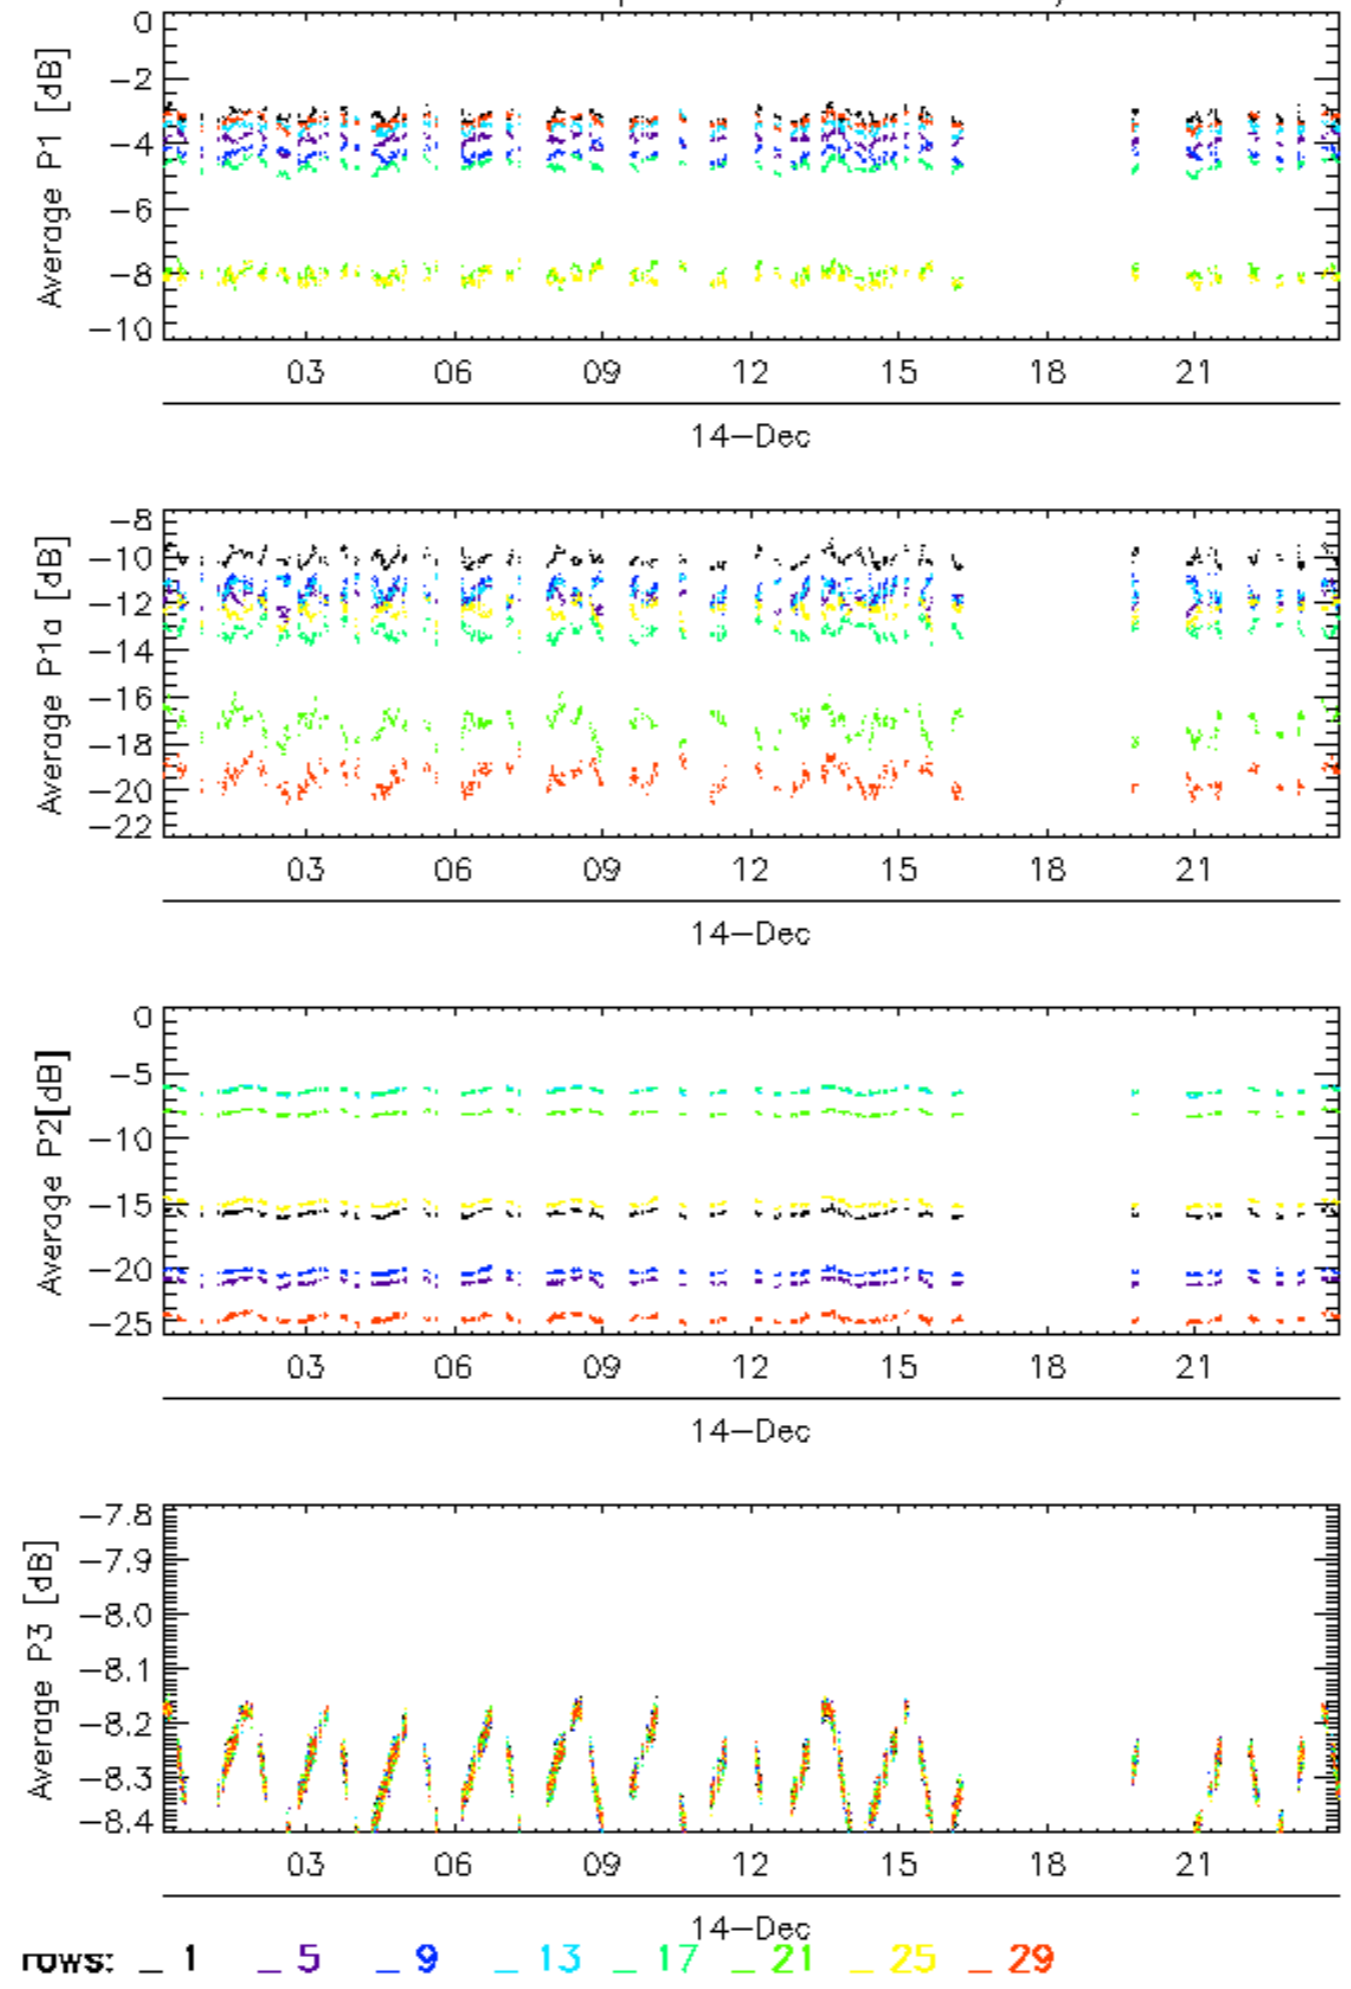 Average P1 [dB]
0
−2
−4
−6
−8
−10
03 06 09 12 15 18 21
14−Dec
Average P1a [dB]
−8
−10
−12
−14
−16
−18
−20
−22
03 06 09 12 15 18 21
14−Dec
Average P2[dB]
0
−5
−10
−15
−20
−25
03 06 09 12 15 18 21
14−Dec
Average P3 [dB]
−7.8
−7.9
−8.0
−8.1
−8.2
−8.3
−8.4
03 06 09 12 15 18 21
14−Dec
rows: _ 1 _ 5 _ 9 _ 13 _ 17 _ 21 _ 25 _ 29